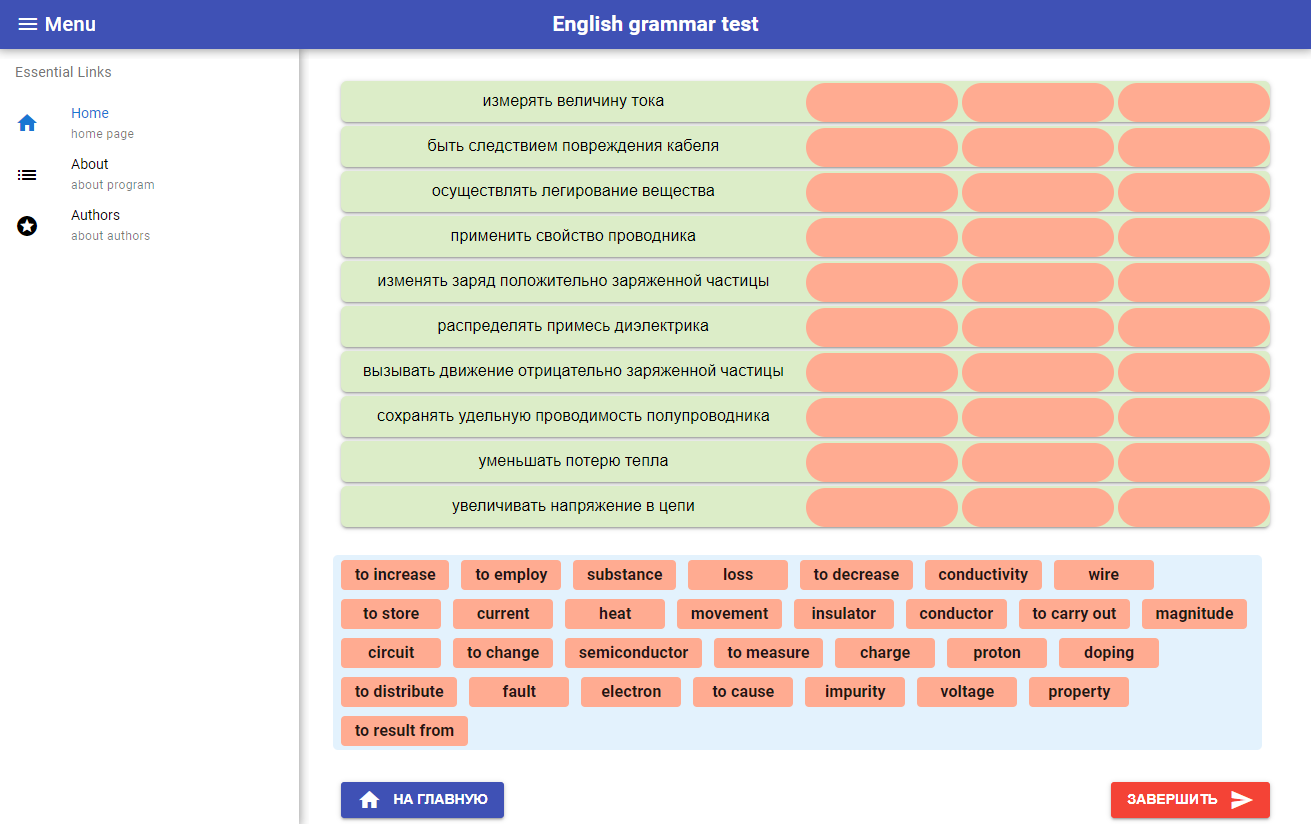 Menu
English grammar test
Essential Links
Home
home page
About
about program
Authors
about authors
измерять величину тока
быть следствием повреждения кабеля
осуществлять легирование вещества
применить свойство проводника
изменять заряд положительно заряженной частицы
распределять примесь диэлектрика
вызывать движение отрицательно заряженной частицы
сохранять удельную проводимость полупроводника
уменьшать потерю тепла
увеличивать напряжение в цепи
to increase to employ substance loss to decrease conductivity wire
to store current heat movement insulator conductor to carry out magnitude
circuit to change semiconductor to measure charge proton doping
to distribute fault electron to cause impurity voltage property
to result from
НА ГЛАВНУЮ
ЗАВЕРШИТЬ